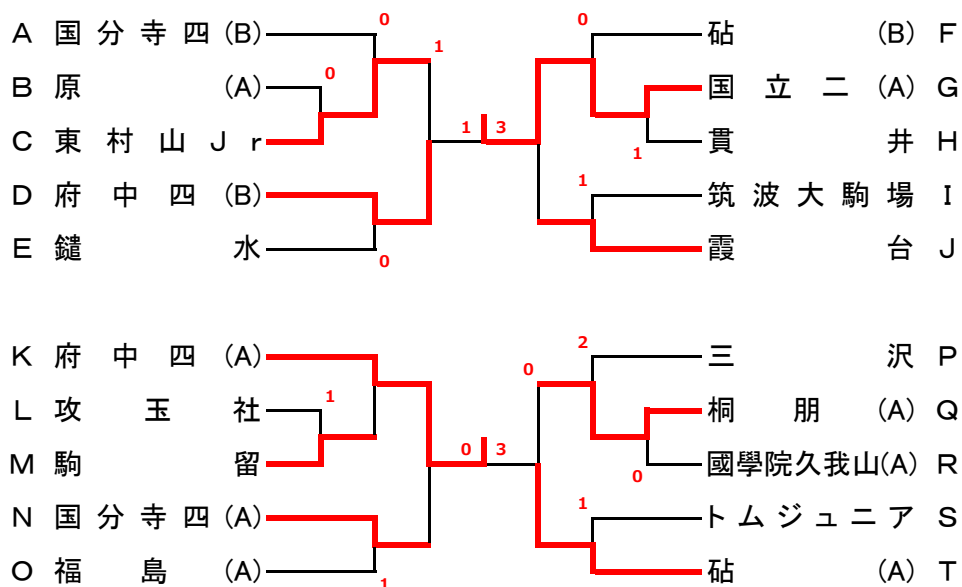 A 国分寺四(B)
B 原(A)
C 東村山Jr
D 府中四(B)
E 鑓水
0
0
1
0
1 3
0
1
1
砧(B) F
国立二(A) G
貫井 H
筑波大駒場 I
霞台 J
K 府中四(A)
L 攻玉社
M 駒留
N 国分寺四(A)
O 福島(A)
1
1
0 3
0
2
0
1
三沢 P
桐朋(A) Q
國學院久我山(A) R
トムジュニア S
砧(A) T